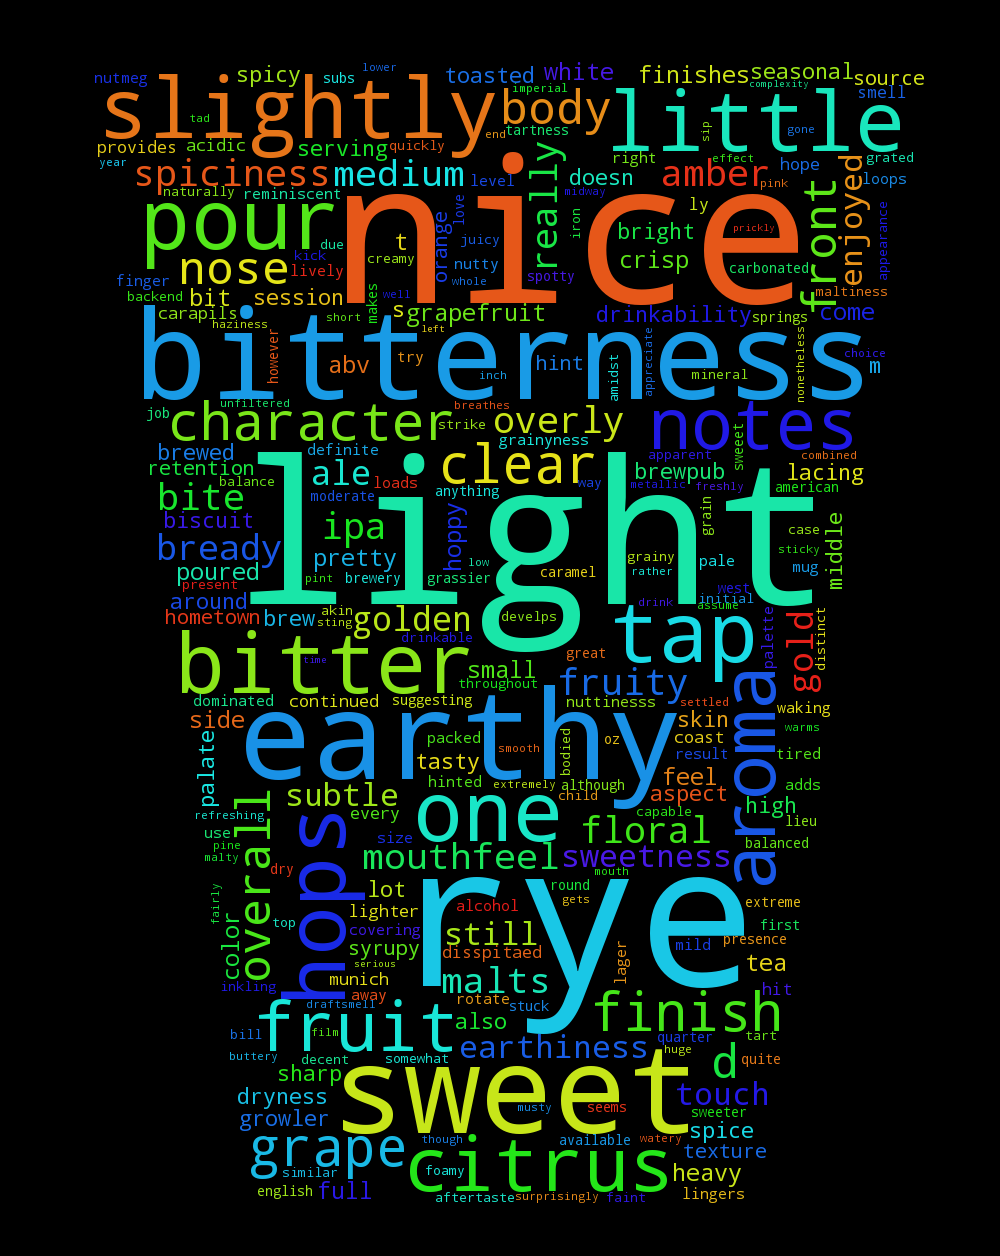 lower
nutmeg spicy subs toasted white finishes seasonal source
slightly body little
imperial complexity smell
tad end tartness sip gone
provides acidic serving quickly right effect grated
year spiciness medium level doesn amber pink hope loops
naturally reminiscent love midway ly
pour nice really front enjoyed appearance
due t orange juicy iron bright prickly
nose kick creamy nutty crisp
finger lively whole spotty carbonated
backend bit session makes well maltiness
carapils short s grapefruit drinkability springs come
haziness left
bitterness
however abv try hint amidst appreciate nonetheless choice
inch mineral m
unfiltered breathes
job character strike overly notes
grainyness sweeet
brewed definite clear apparent combined
retention balance ale loads anything way brewpub lacing
bite moderate metallic freshly american
light
biscuit ipa hoppy grain case
bready pretty low grainy pale sticky middle
poured pint brewery grassier caramel rather mug
present
around akin drink initial west
hometown brew sting golden develps tap assume distinct
drinkable palette gold
bitter time great
small fruity
throughout
dominated continued suggesting nuttinesss settled
side earthy skin waking
packed smooth oz coast warms
palate tasty bodied result tired
hinted extremely although feel aroma
subtle child aspect adds
refreshing every one capable high
use floral lieu
pine size balanced
malty overall hops mouthfeel sweetness
dry mouth
fairly lot rye round
lighter alcohol gets extreme
color top covering still first
syrupy disspitaed mild presence
serious lager tea
inkling munich malts
away rotate hit
draftsmell stuck
fruit film also finish
bill earthiness quarter tart
buttery decent somewhat huge d quite
sharp sweet
dryness touch
growler musty seems sweeter
spice
grape though available watery texture
similar foamy citrus heavy
english full aftertaste surprisingly faint lingers